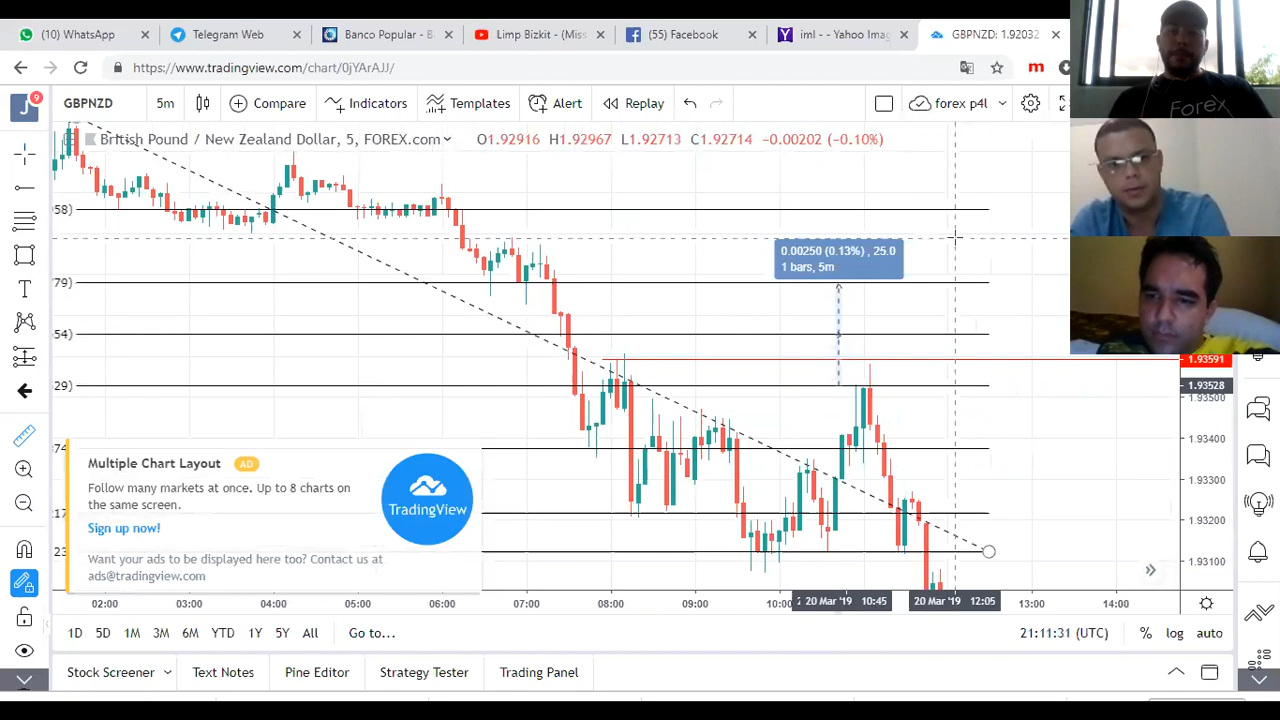 (10) WhatsApp
Telegram Web
Banco Popular - B
Limp Bizkit - (Miss
(55) Facebook
iml - - Yahoo Imag
GBPNZD: 1.92032
https://www.tradingview.com/chart/0jYArAJJ/
m
J
9
GBPNZD
5m
Compare
Indicators
Templates
Alert
Replay
forex p4l
British Pound / New Zealand Dollar, 5, FOREX.com
O1.92916 H1.92967 L1.92713 C1.92714 −0.00202 (−0.10%)
Forex
58)
0.00250 (0.13%) , 25.0
1 bars, 5m
79)
54)
1.93591
29)
1.93528
1.93500
1.93400
74
1.93300
17
1.93200
23
1.93100
T
Multiple Chart Layout AD
Follow many markets at once. Up to 8 charts on
the same screen.
Sign up now!
Want your ads to be displayed here too? Contact us at
ads@tradingview.com
TradingView
02:00 03:00 04:00 05:00 06:00 07:00 08:00 09:00 10:00 20 Mar '19 10:45 20 Mar '19 12:05 13:00 14:00
1D 5D 1M 3M 6M YTD 1Y 5Y All Go to...
21:11:31 (UTC) % log auto
Stock Screener Text Notes Pine Editor Strategy Tester Trading Panel